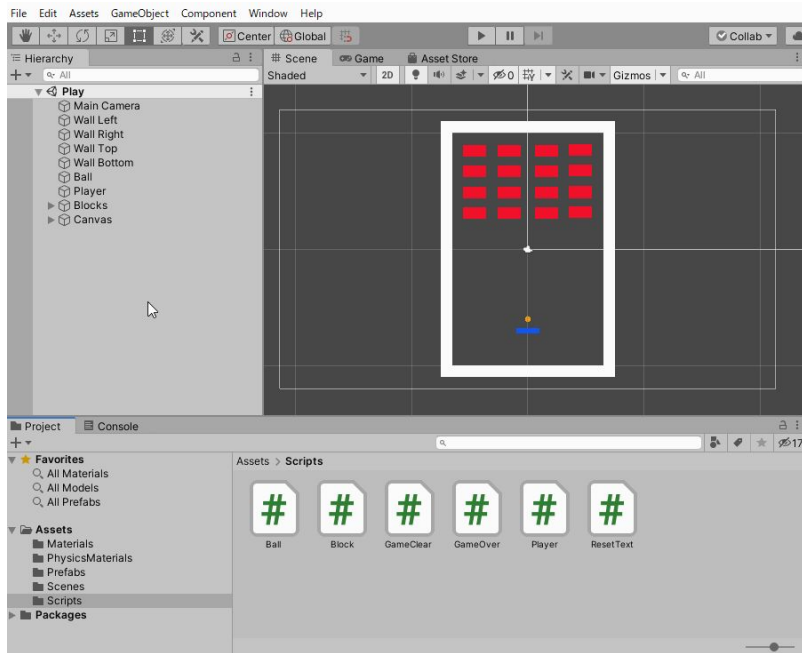 File Edit Assets GameObject Component Window Help
Center Global Collab
Hierarchy # Scene Game Asset Store
All Shaded 2D 0 Gizmos All
Play
Main Camera
Wall Left
Wall Right
Wall Top
Wall Bottom
Ball
Player
Blocks
Canvas
Project Console
17
Favorites Assets > Scripts
All Materials
All Models
All Prefabs
# # # # # #
Assets
Materials Ball Block GameClear GameOver Player ResetText
PhysicsMaterials
Prefabs
Scenes
Scripts
Packages